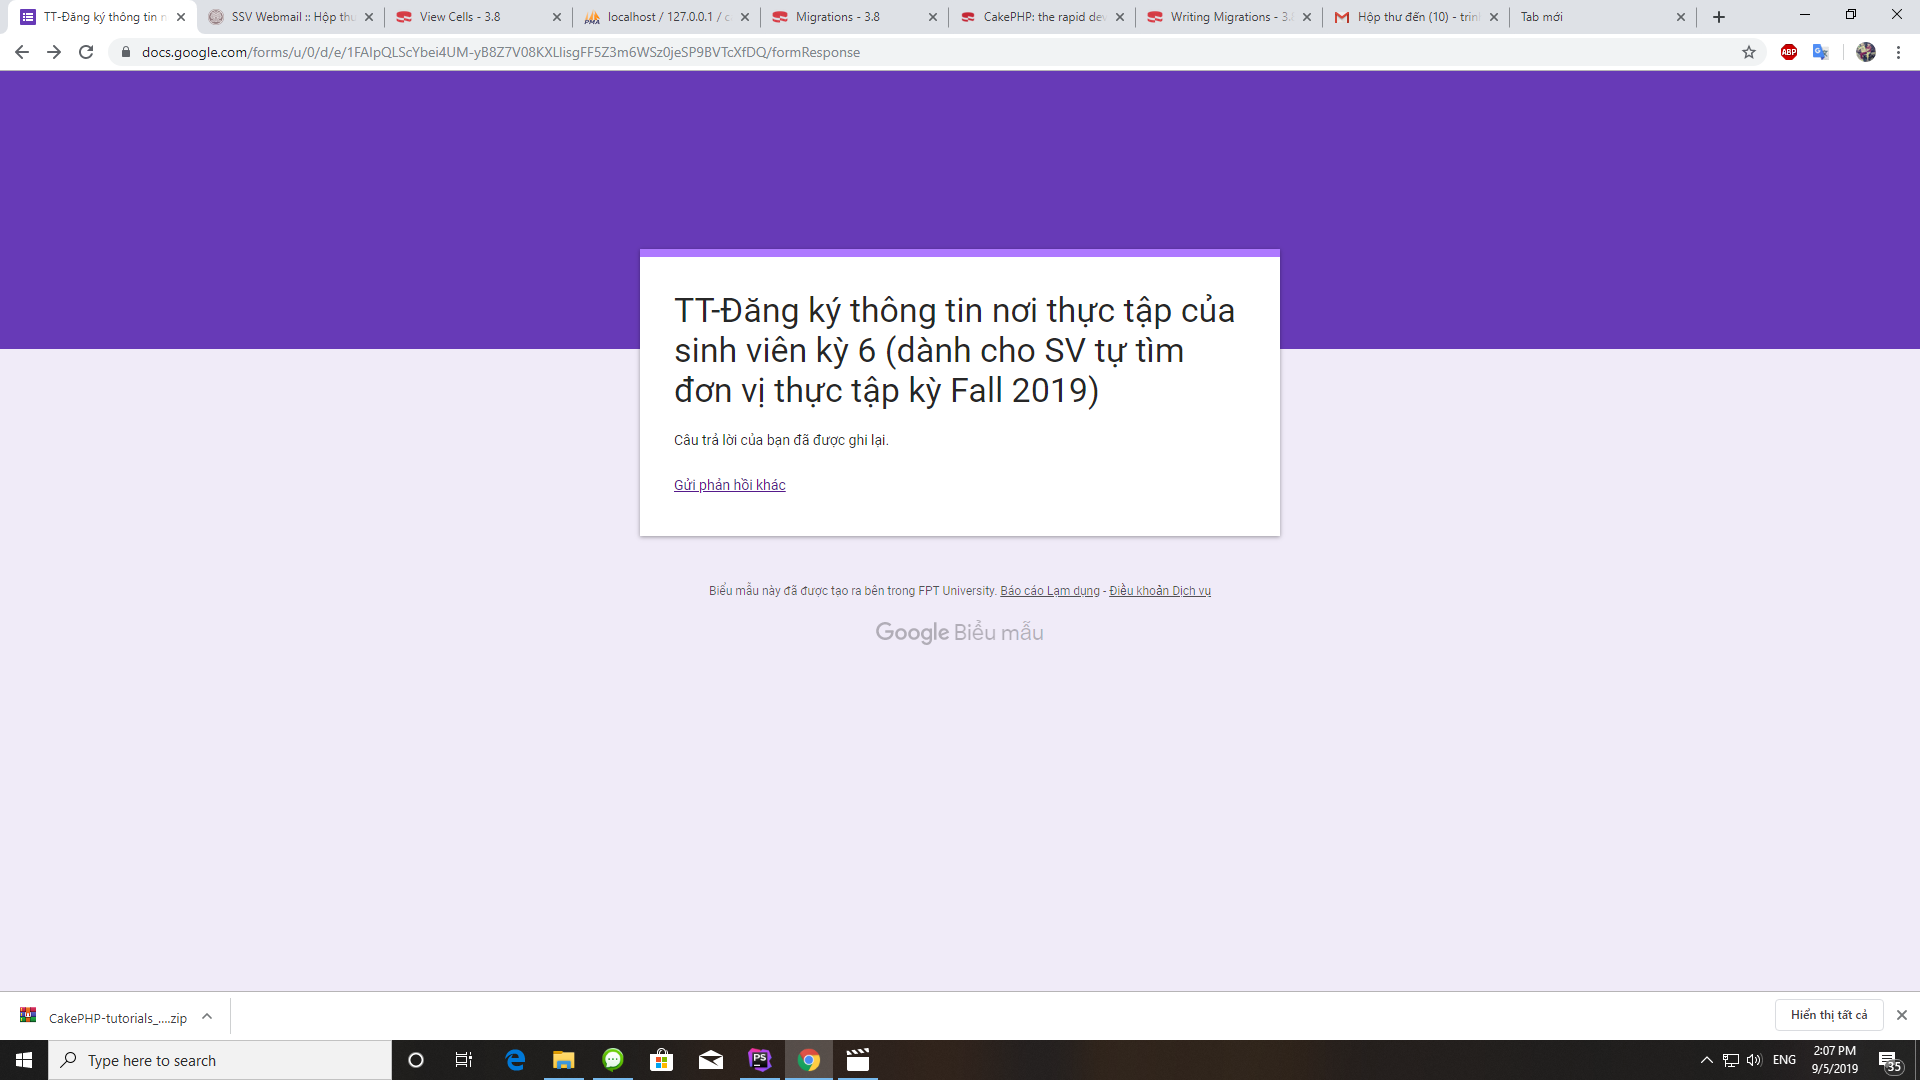 TT-Đăng ký thông tin n
SSV Webmail :: Hộp thư
View Cells - 3.8
localhost / 127.0.0.1 / c
Migrations - 3.8
CakePHP: the rapid dev
Writing Migrations - 3.8
Hộp thư đến (10) - trin
Tab mới
docs.google.com/forms/u/0/d/e/1FAIpQLScYbei4UM-yB8Z7V08KXLlisgFF5Z3m6WSz0jeSP9BVTcXfDQ/formResponse
ABP
TT-Đăng ký thông tin nơi thực tập của
sinh viên kỳ 6 (dành cho SV tự tìm
đơn vị thực tập kỳ Fall 2019)
Câu trả lời của bạn đã được ghi lại.
Gửi phản hồi khác
Biểu mẫu này đã được tạo ra bên trong FPT University. Báo cáo Lạm dụng - Điều khoản Dịch vụ
Google Biểu mẫu
CakePHP-tutorials_....zip
Hiển thị tất cả
Type here to search
PS
ENG
2:07 PM
9/5/2019
35